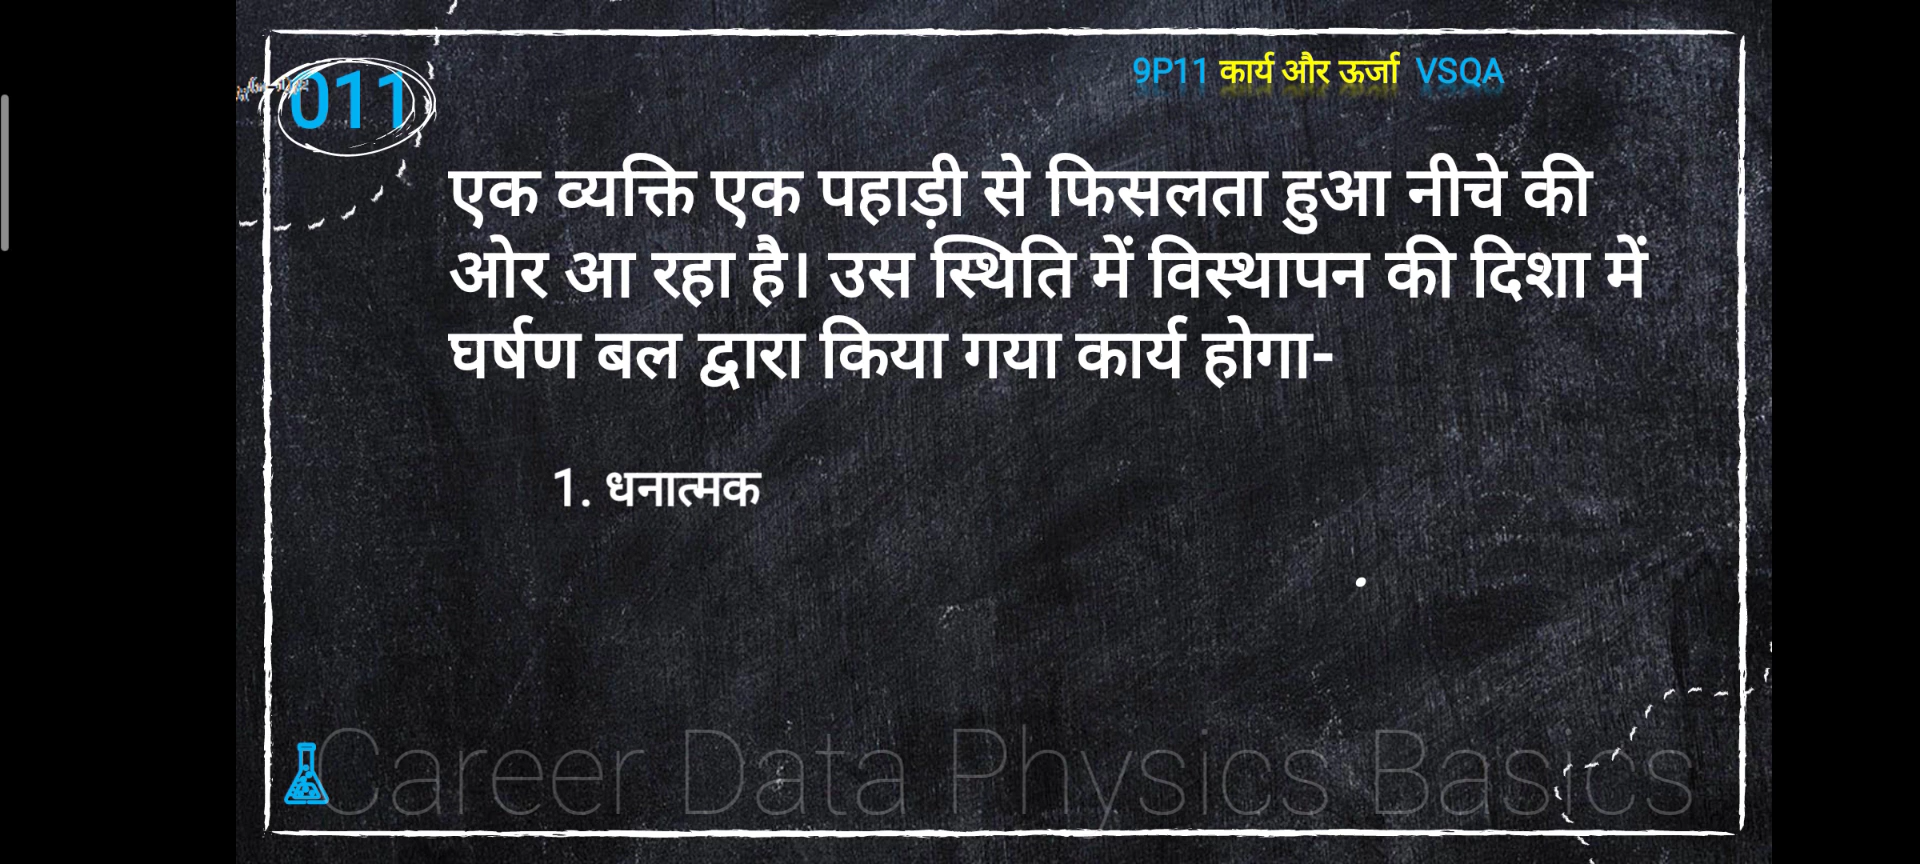 011
9P11 कार्य और ऊर्जा VSQA
एक व्यक्ति एक पहाड़ी से फिसलता हुआ नीचे की
ओर आ रहा है। उस स्थिति में विस्थापन की दिशा में
घर्षण बल द्वारा किया गया कार्य होगा-
1. धनात्मक
Career Data Physics Basics